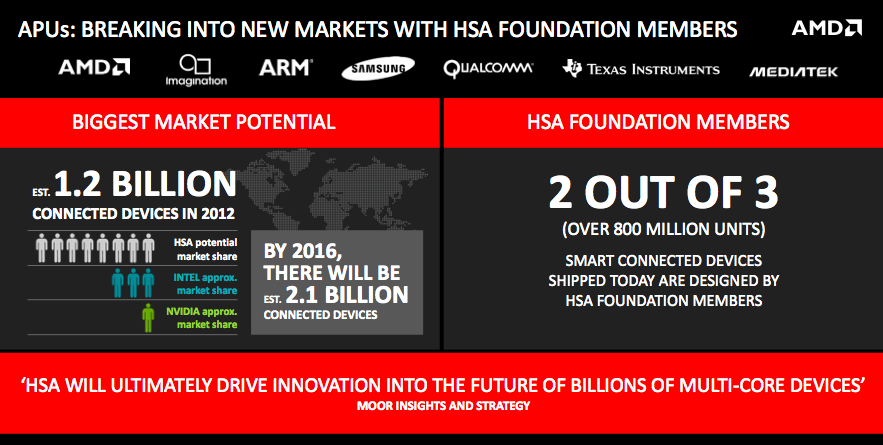 APUs: BREAKING INTO NEW MARKETS WITH HSA FOUNDATION MEMBERS
AMD
AMD
Imagination
ARM®
SAMSUNG
QUALCOMM®
TEXAS INSTRUMENTS
MEDIATEK
BIGGEST MARKET POTENTIAL
EST. 1.2 BILLION
CONNECTED DEVICES IN 2012
HSA potential
market share
INTEL approx.
market share
NVIDIA approx.
market share
BY 2016,
THERE WILL BE
EST. 2.1 BILLION
CONNECTED DEVICES
HSA FOUNDATION MEMBERS
2 OUT OF 3
(OVER 800 MILLION UNITS)
SMART CONNECTED DEVICES
SHIPPED TODAY ARE DESIGNED BY
HSA FOUNDATION MEMBERS
‘HSA WILL ULTIMATELY DRIVE INNOVATION INTO THE FUTURE OF BILLIONS OF MULTI-CORE DEVICES’
MOOR INSIGHTS AND STRATEGY